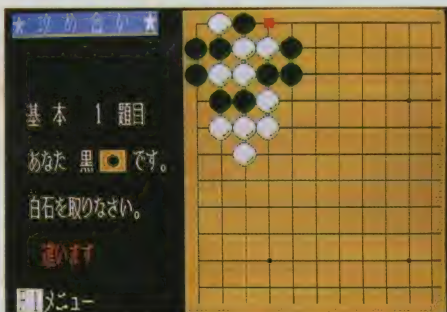 ★攻め合い★
基本 1題目
あなた 黒 です。
白石を取りなさい。
違います
メニュー